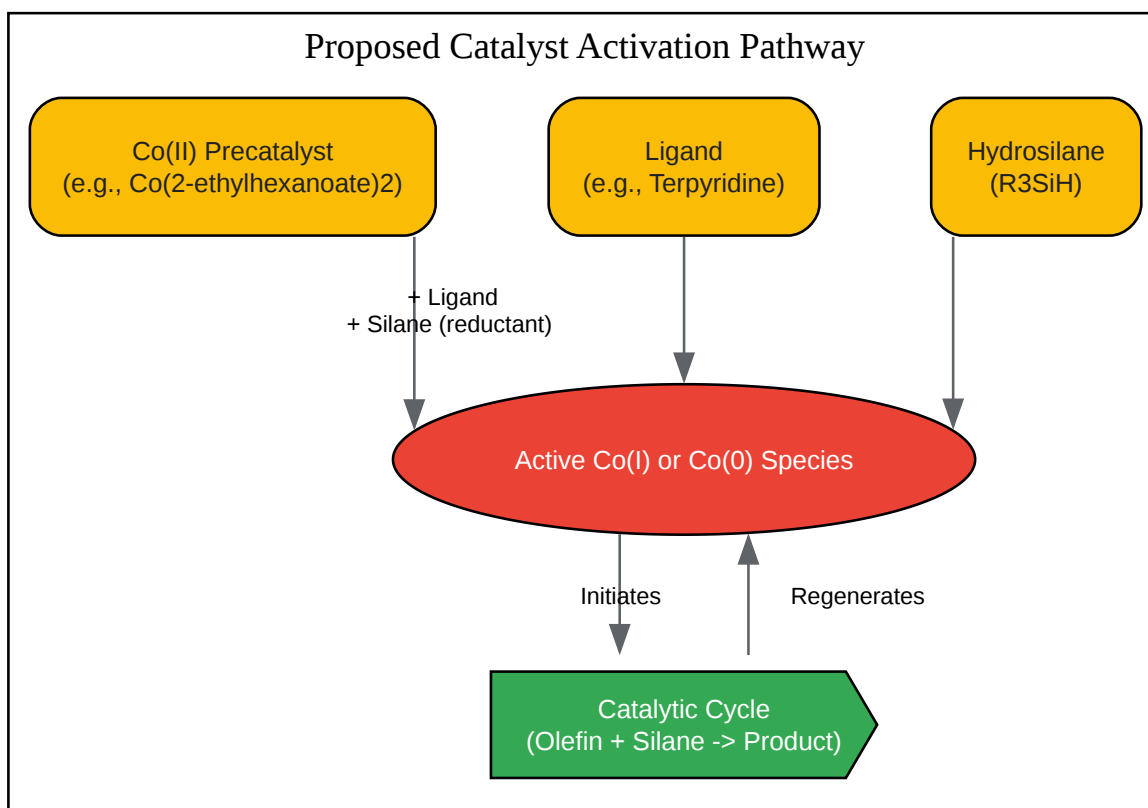 Proposed Catalyst Activation Pathway
Co(II) Precatalyst
(e.g., Co(2-ethylhexanoate)2)
Ligand
(e.g., Terpyridine)
Hydrosilane
(R3SiH)
+ Ligand
+ Silane (reductant)
Active Co(I) or Co(0) Species
Initiates
Regenerates
Catalytic Cycle
(Olefin + Silane -> Product)